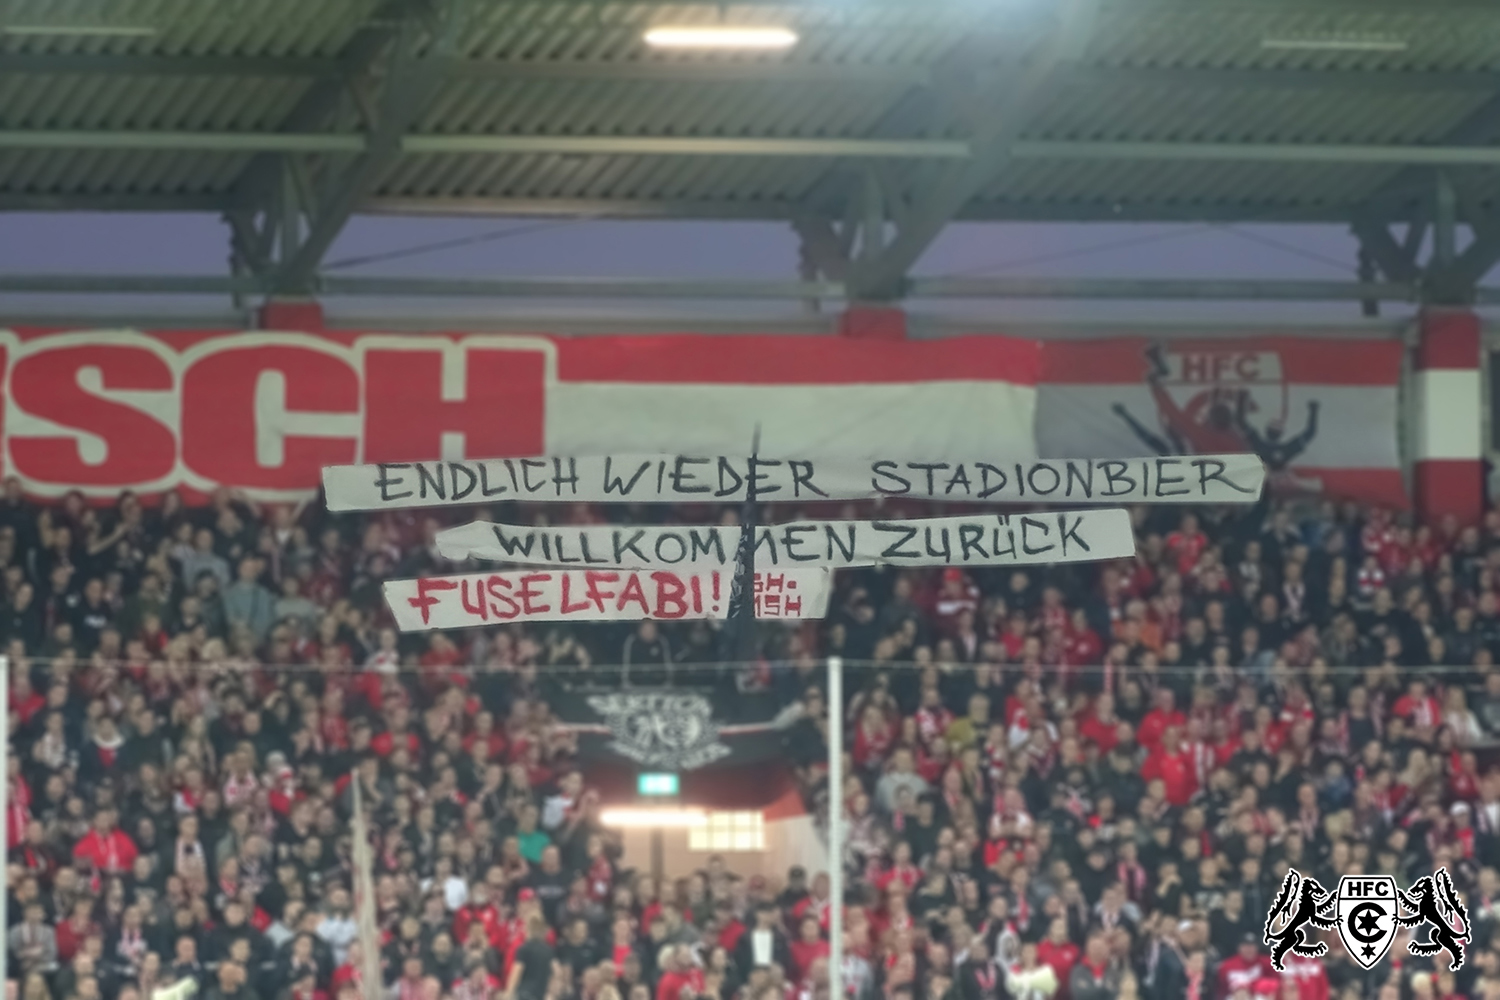 SCH
HFC
ENDLICH WIEDER STADIONBIER
WILLKOMMEN ZURÜCK
FUSELFABI!
HFC